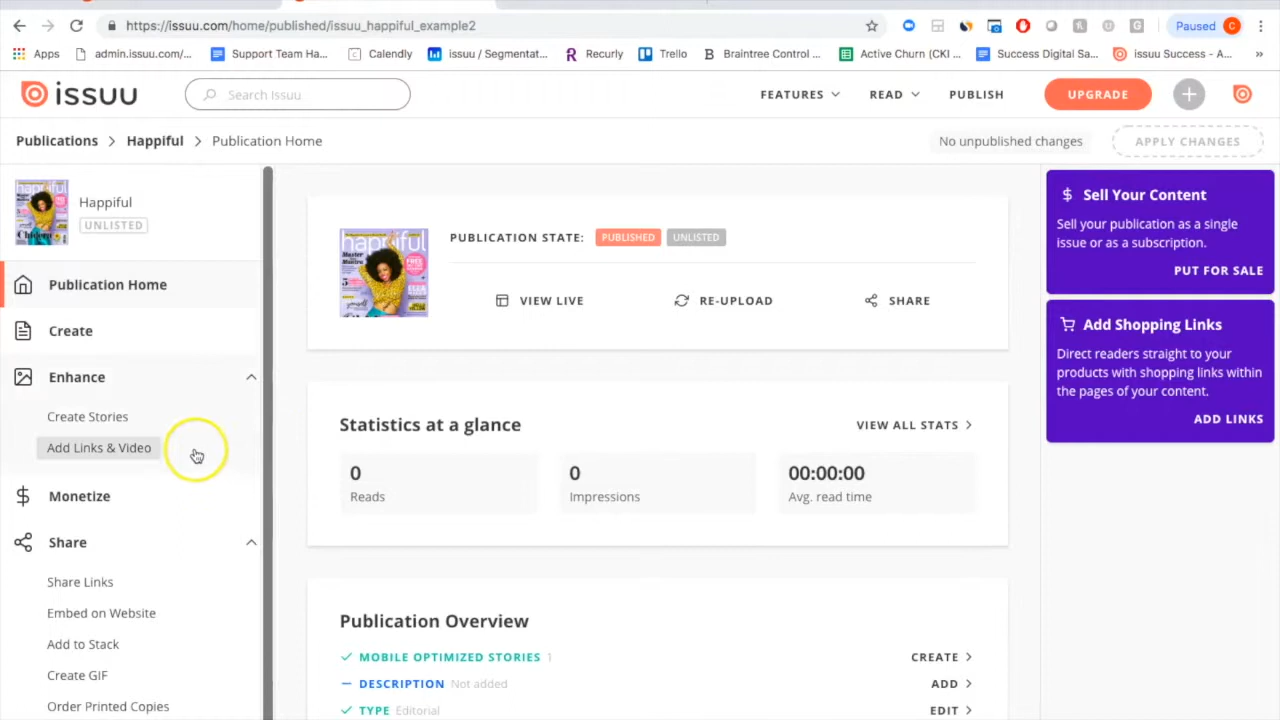 https://issuu.com/home/published/issuu_happiful_example2
Paused C
Apps
admin.issuu.com/...
Support Team Ha...
Calendly
issuu / Segmentat...
Recurly
Trello
Braintree Control ...
Active Churn (CKI ...
Success Digital Sa...
issuu Success - A...
issuu
Search Issuu
FEATURES
READ
PUBLISH
UPGRADE
Publications > Happiful > Publication Home
No unpublished changes
APPLY CHANGES
Happiful
UNLISTED
Publication Home
Create
Enhance
Create Stories
Add Links & Video
Monetize
Share
Share Links
Embed on Website
Add to Stack
Create GIF
Order Printed Copies
happiful
PUBLICATION STATE: PUBLISHED UNLISTED
VIEW LIVE
RE-UPLOAD
SHARE
Statistics at a glance
VIEW ALL STATS >
0
Reads
0
Impressions
00:00:00
Avg. read time
Publication Overview
MOBILE OPTIMIZED STORIES 1
CREATE >
DESCRIPTION Not added
ADD >
TYPE Editorial
EDIT >
$ Sell Your Content
Sell your publication as a single
issue or as a subscription.
PUT FOR SALE
Add Shopping Links
Direct readers straight to your
products with shopping links within
the pages of your content.
ADD LINKS